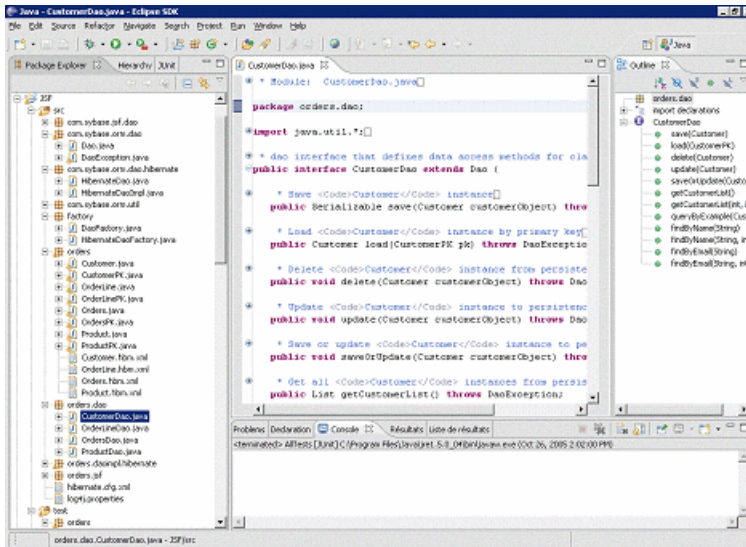 Java - CustomerDao.java - Eclipse SDK
File Edit Source Refactor Navigate Search Project Run Window Help
Java
Package Explorer Hierarchy JUnit
JSF
src
com.sybase.jsf.dao
com.sybase.orm.dao
Dao.java
DaoException.java
com.sybase.orm.dao.hibernate
HibernateDao.java
HibernateDaoImpl.java
com.sybase.orm.util
factory
DaoFactory.java
HibernateDaoFactory.java
orders
Customer.java
CustomerPK.java
OrderLine.java
OrderLinePK.java
Orders.java
OrdersPK.java
Product.java
ProductPK.java
Customer.hbm.xml
OrderLine.hbm.xml
Orders.hbm.xml
Product.hbm.xml
orders.dao
CustomerDao.java
OrderLineDao.java
OrdersDao.java
ProductDao.java
orders.daoimpl.hibernate
orders.jsf
hibernate.cfg.xml
log4j.properties
test
orders
CustomerDao.java
* Module: CustomerDao.java
package orders.dao;
import java.util.*;
* dao interface that defines data access methods for cla
public interface CustomerDao extends Dao {
* Save <Code>Customer</Code> instance
public Serializable save(Customer customerObject) thro
* Load <Code>Customer</Code> instance by primary key
public Customer load(CustomerPK pk) throws DaoExceptio
* Delete <Code>Customer</Code> instance from persiste
public void delete(Customer customerObject) throws Dao
* Update <Code>Customer</Code> instance to persistenc
public void update(Customer customerObject) throws Dao
* Save or update <Code>Customer</Code> instance to pe
public void saveOrUpdate(Customer customerObject) thro
* Get all <Code>Customer</Code> instances from persis
public List getCustomerList() throws DaoException;
Outline
orders.dao
import declarations
CustomerDao
save(Customer)
load(CustomerPK)
delete(Customer)
update(Customer)
saveOrUpdate(Custo
getCustomerList()
getCustomerList(int,
queryByExample(Cus
findByName(String)
findByName(String, in
findByEmail(String)
findByEmail(String, int
Problems Declaration Console Résultats Liste de résultats
<terminated> AllTests [JUnit] C:\Program Files\Java\jre1.5.0_04\bin\javaw.exe (Oct 26, 2005 2:02:00 PM)
orders.dao.CustomerDao.java - JSF/src